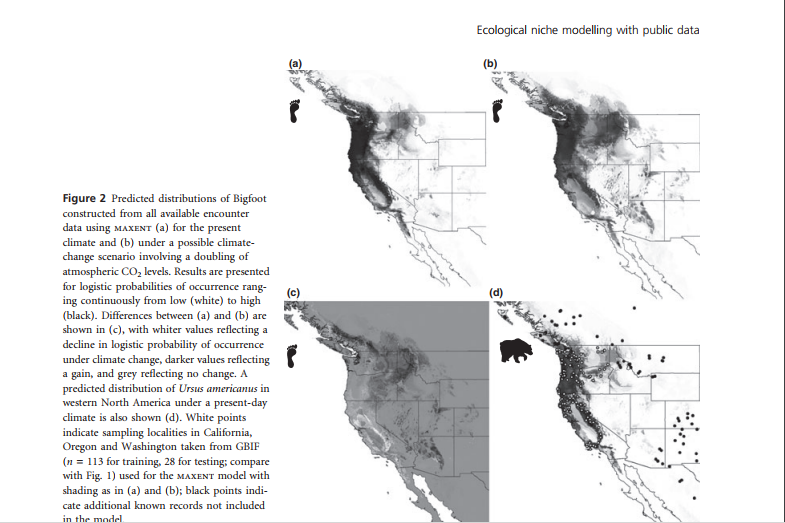 Ecological niche modelling with public data
(a)
(b)
Figure 2 Predicted distributions of Bigfoot
constructed from all available encounter
data using MAXENT (a) for the present
climate and (b) under a possible climate-
change scenario involving a doubling of
atmospheric CO₂ levels. Results are presented
for logistic probabilities of occurrence rang-
ing continuously from low (white) to high
(black). Differences between (a) and (b) are
shown in (c), with whiter values reflecting a
decline in logistic probability of occurrence
under climate change, darker values reflecting
a gain, and grey reflecting no change. A
predicted distribution of Ursus americanus in
western North America under a present-day
climate is also shown (d). White points
indicate sampling localities in California,
Oregon and Washington taken from GBIF
(n = 113 for training, 28 for testing; compare
with Fig. 1) used for the MAXENT model with
shading as in (a) and (b); black points indi-
cate additional known records not included
in the model.
(c)
(d)